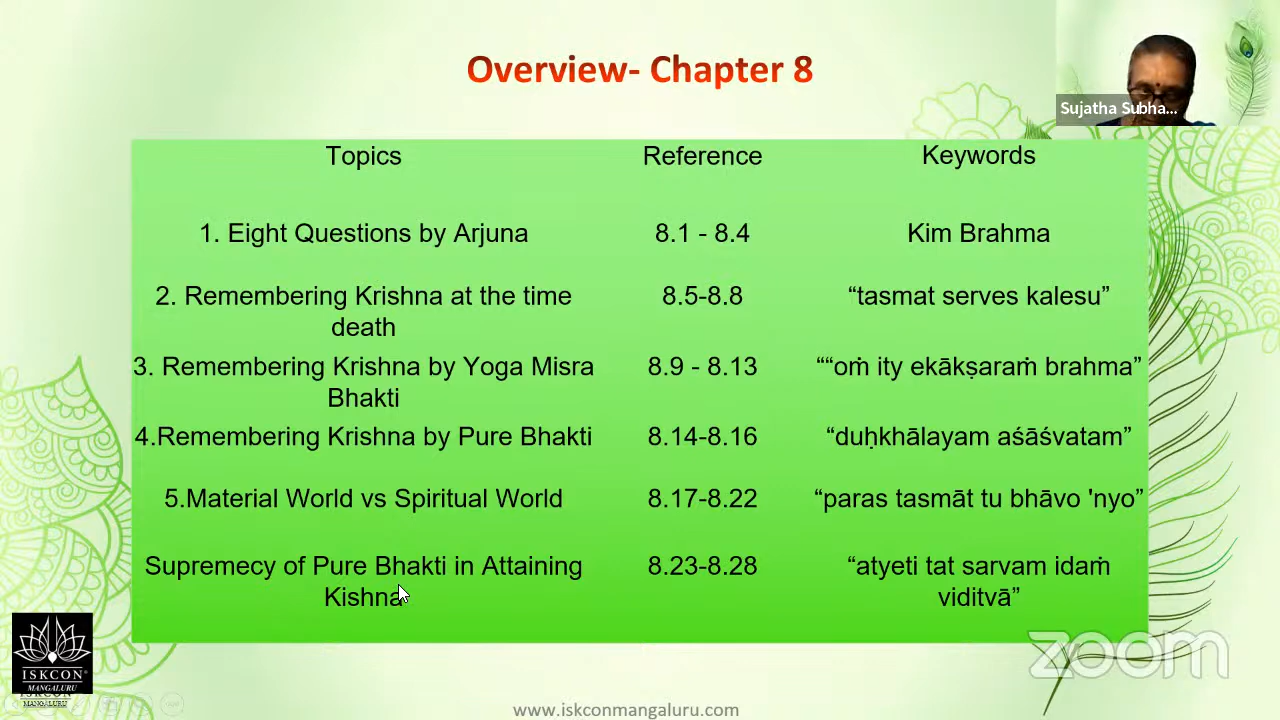 Overview- Chapter 8
Sujatha Subha...
Topics Reference Keywords
1. Eight Questions by Arjuna 8.1 - 8.4 Kim Brahma
2. Remembering Krishna at the time 8.5-8.8 “tasmat serves kalesu”
death
3. Remembering Krishna by Yoga Misra 8.9 - 8.13 ““oṁ ity ekākṣaraṁ brahma”
Bhakti
4.Remembering Krishna by Pure Bhakti 8.14-8.16 “duḥkhālayam aśāśvatam”
5.Material World vs Spiritual World 8.17-8.22 “paras tasmāt tu bhāvo 'nyo”
Supremecy of Pure Bhakti in Attaining 8.23-8.28 “atyeti tat sarvam idaṁ
Kishna viditvā”
zoom
ISKCON
MANGALURU
ISKCON
MANGALURU
www.iskconmangaluru.com